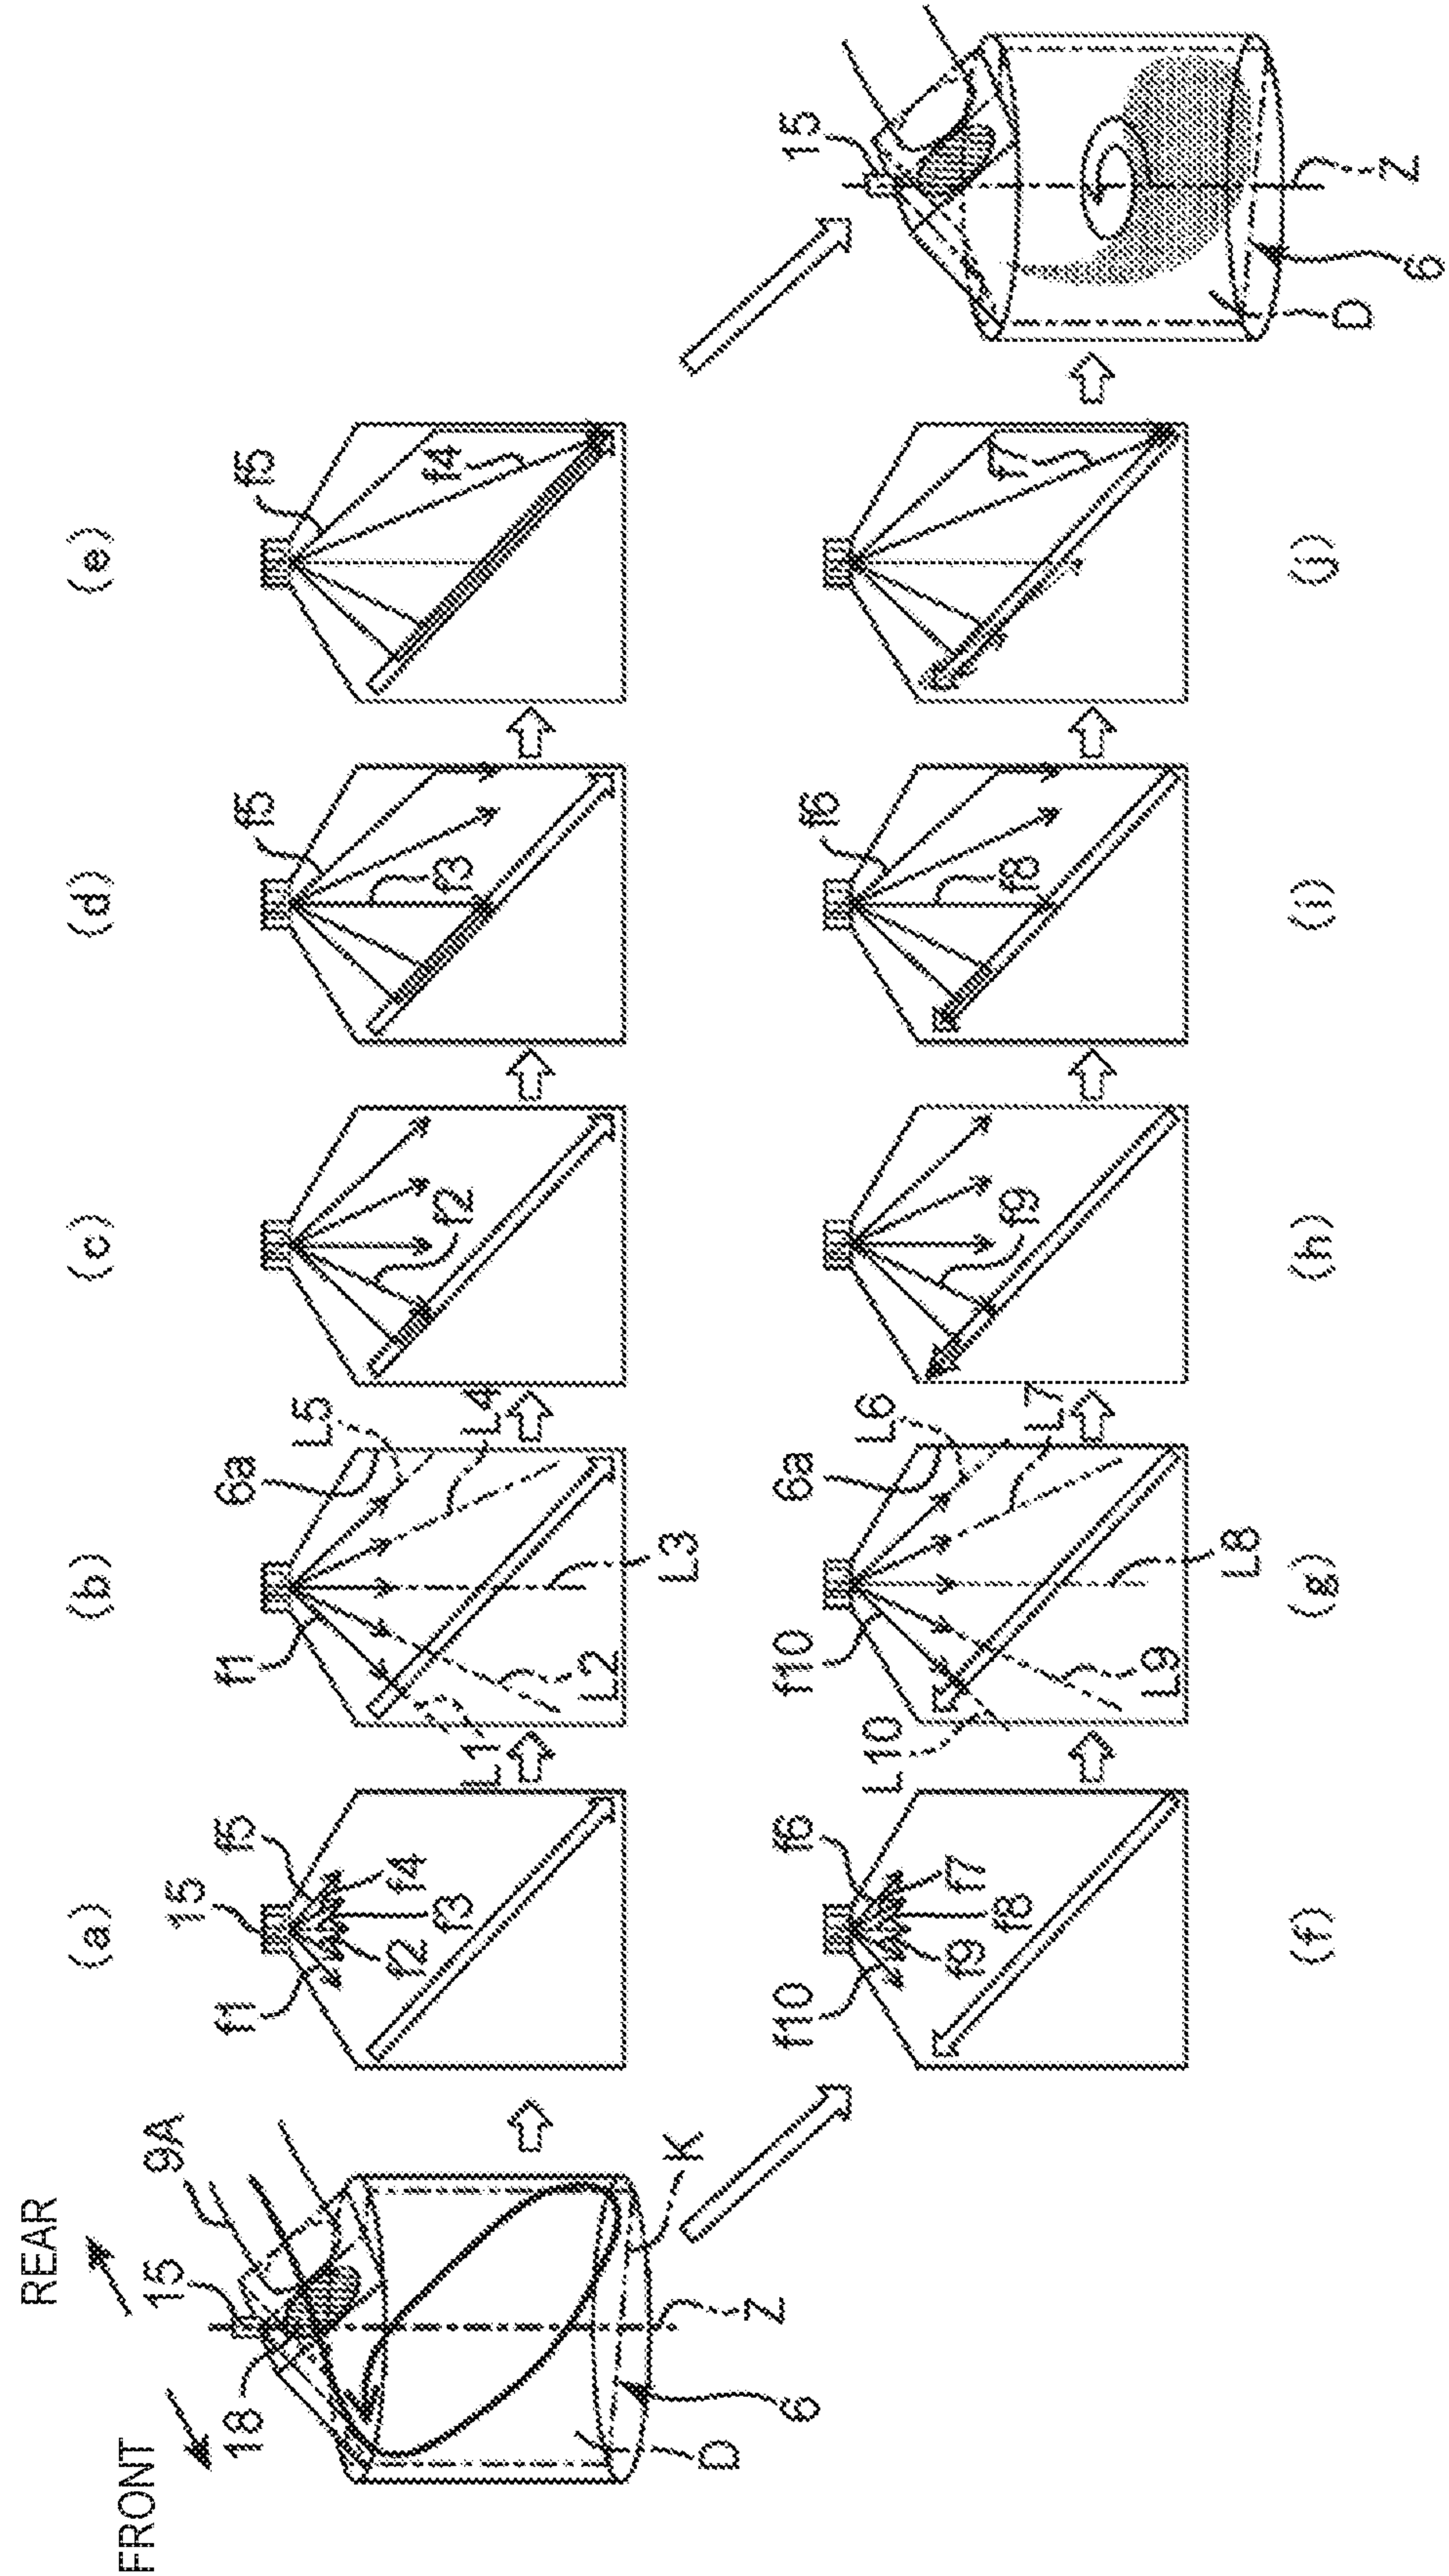 FRONT
REAR
18
15
9A
D
6
Z
K
(a)
15
f1
f5
f2
f3
f4
(b)
f1
6a
L5
L4
L1
L2
L3
(c)
f2
(d)
f5
f3
(e)
f5
f4
(f)
f10
f6
f9
f8
f7
(g)
f10
6a
L6
L7
L10
L9
L8
(h)
f9
(i)
f6
f8
(j)
f7
15
D
6
Z